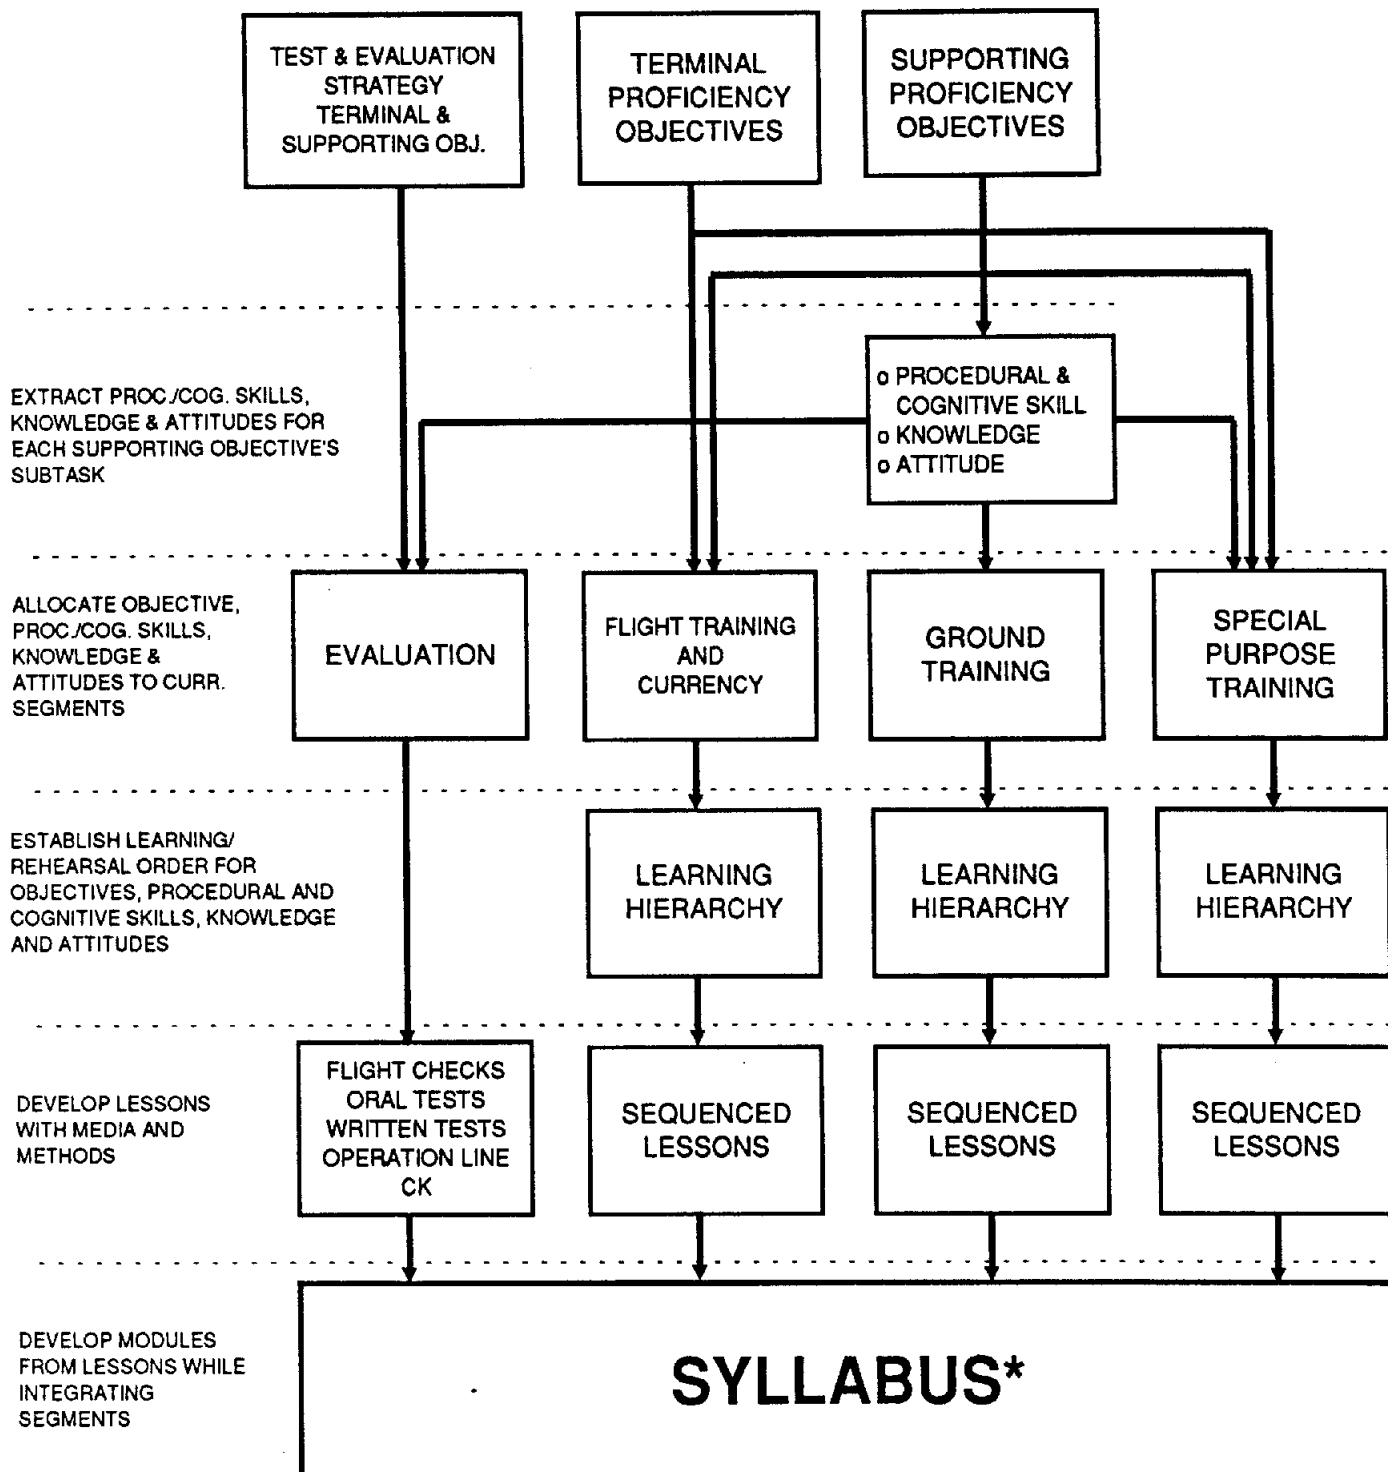 TEST & EVALUATION
STRATEGY
TERMINAL &
SUPPORTING OBJ.
TERMINAL
PROFICIENCY
OBJECTIVES
SUPPORTING
PROFICIENCY
OBJECTIVES
EXTRACT PROC./COG. SKILLS,
KNOWLEDGE & ATTITUDES FOR
EACH SUPPORTING OBJECTIVE'S
SUBTASK
o PROCEDURAL &
COGNITIVE SKILL
o KNOWLEDGE
o ATTITUDE
ALLOCATE OBJECTIVE,
PROC./COG. SKILLS,
KNOWLEDGE &
ATTITUDES TO CURR.
SEGMENTS
EVALUATION
FLIGHT TRAINING
AND
CURRENCY
GROUND
TRAINING
SPECIAL
PURPOSE
TRAINING
ESTABLISH LEARNING/
REHEARSAL ORDER FOR
OBJECTIVES, PROCEDURAL AND
COGNITIVE SKILLS, KNOWLEDGE
AND ATTITUDES
LEARNING
HIERARCHY
LEARNING
HIERARCHY
LEARNING
HIERARCHY
DEVELOP LESSONS
WITH MEDIA AND
METHODS
FLIGHT CHECKS
ORAL TESTS
WRITTEN TESTS
OPERATION LINE
CK
SEQUENCED
LESSONS
SEQUENCED
LESSONS
SEQUENCED
LESSONS
DEVELOP MODULES
FROM LESSONS WHILE
INTEGRATING
SEGMENTS
SYLLABUS*